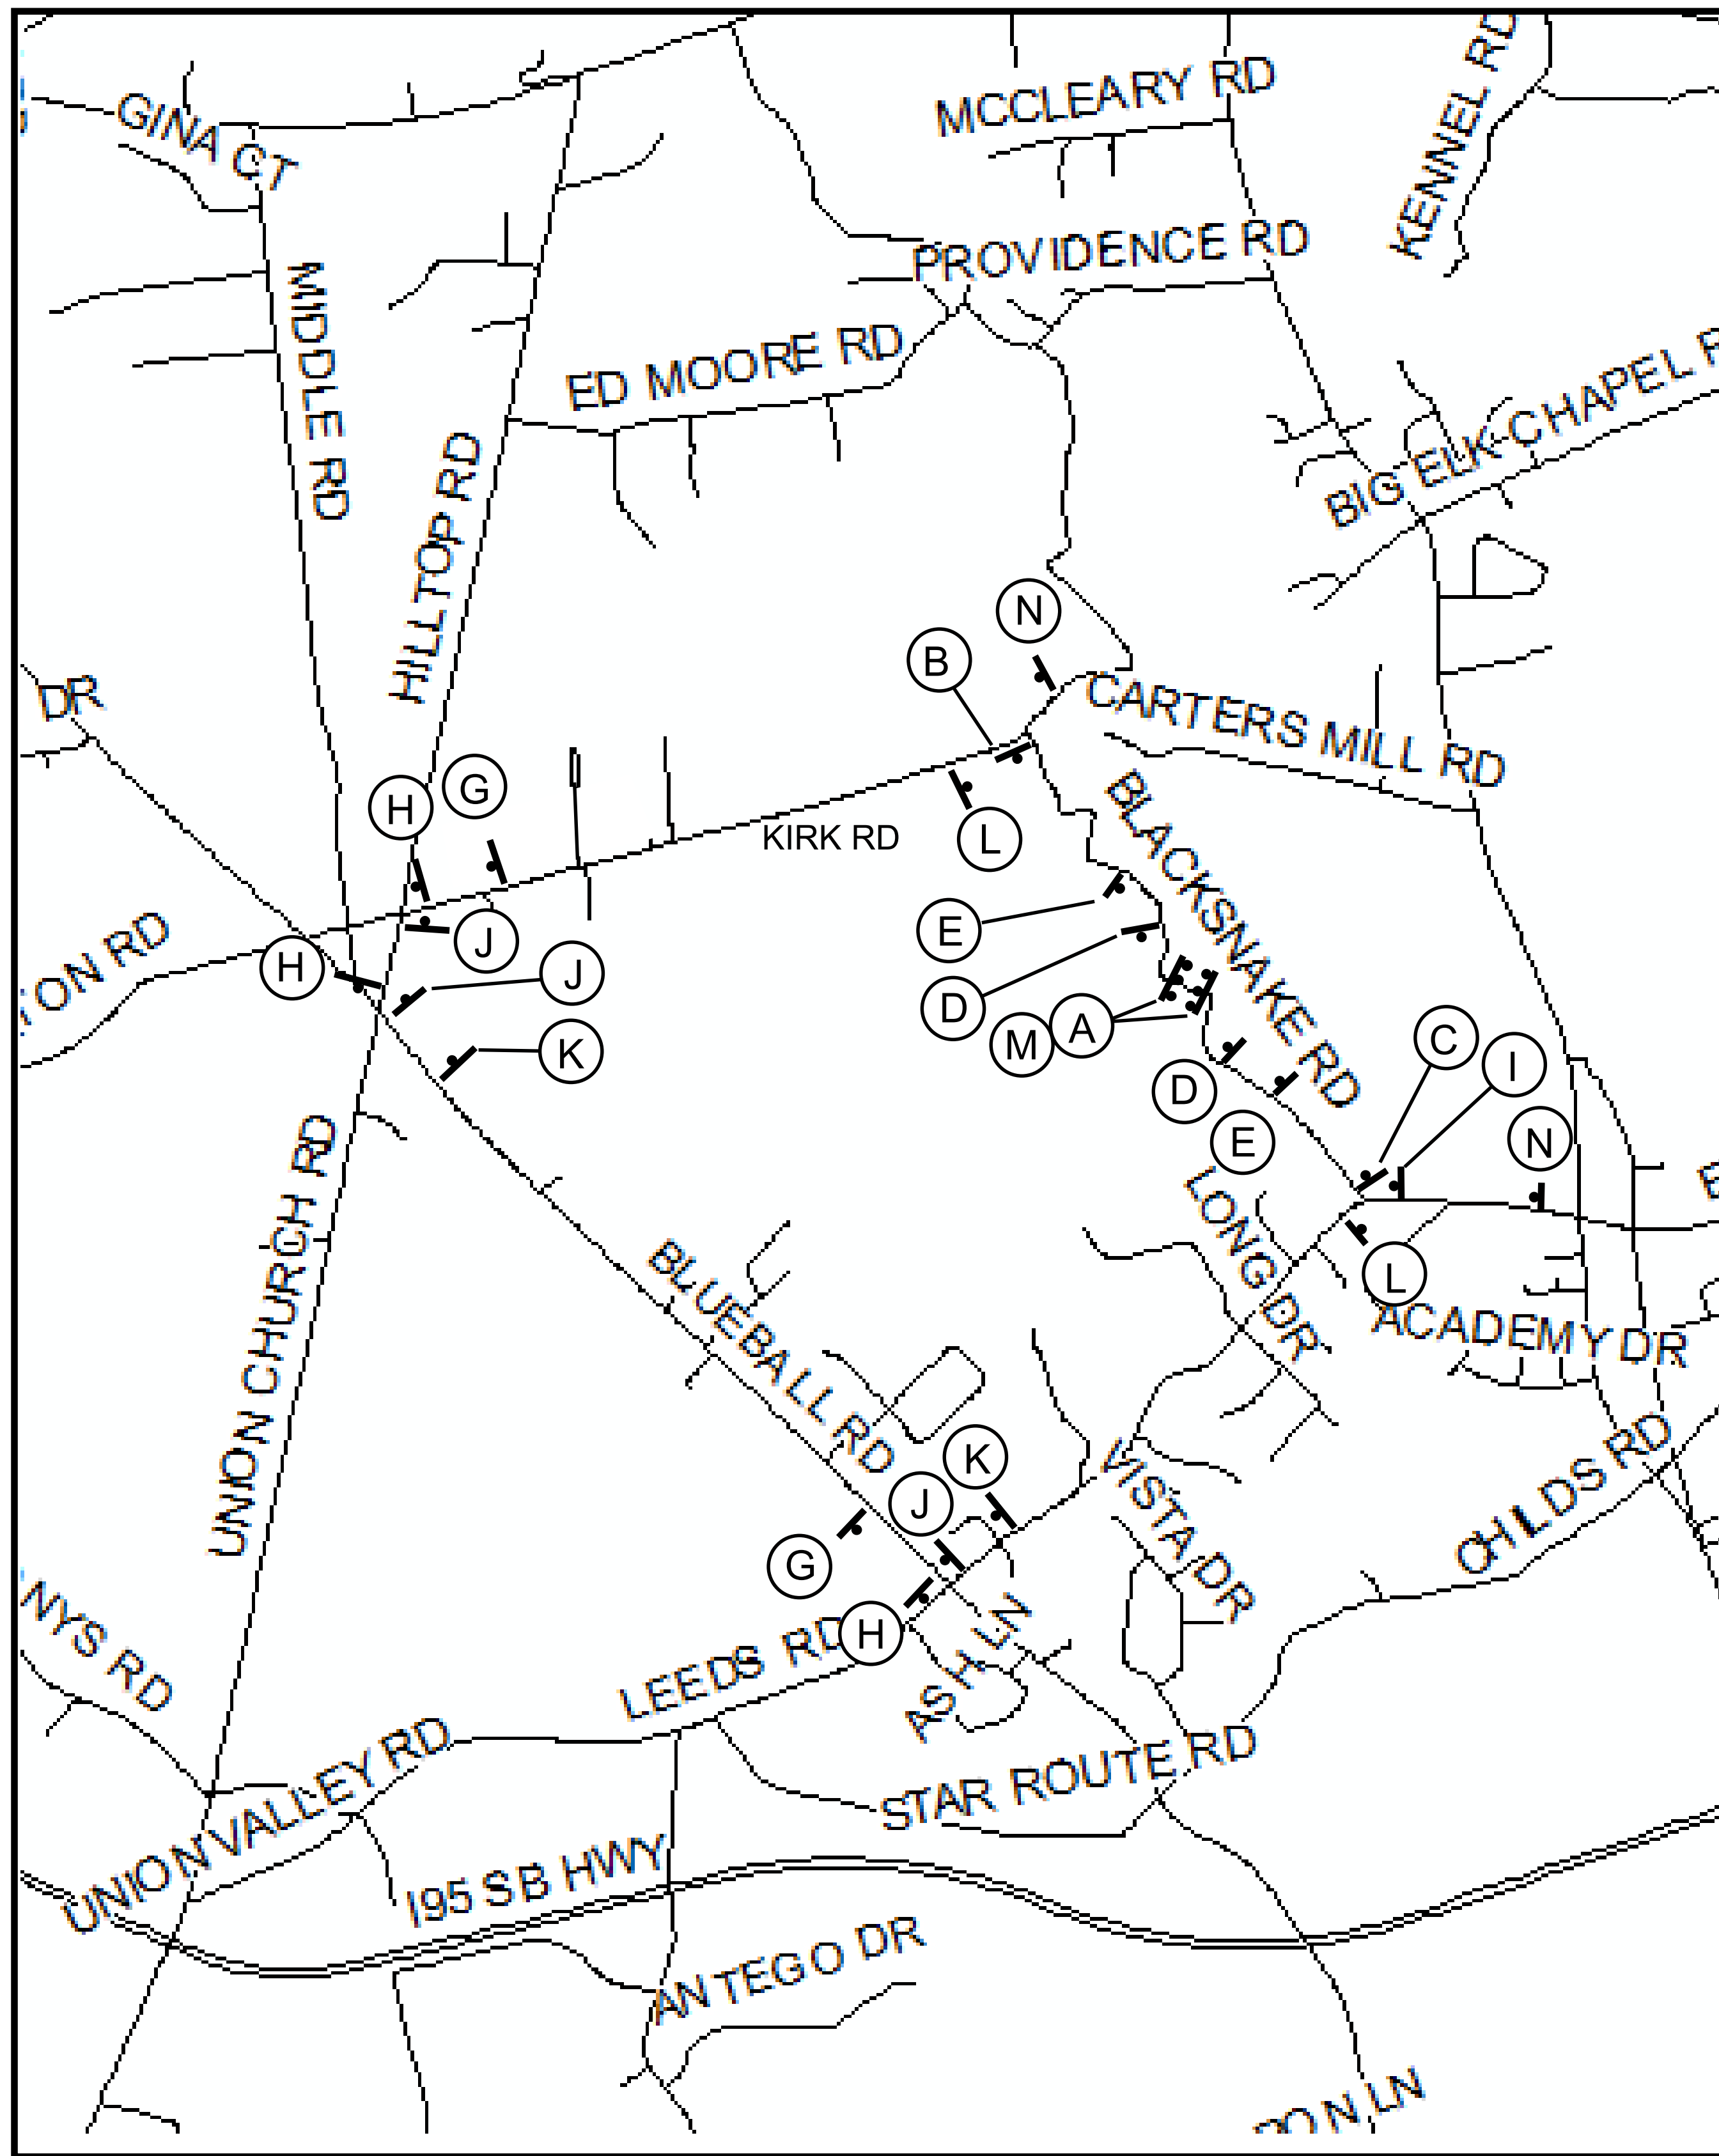 MCCLEARY RD
KENNEL RD
GINA CT
PROVIDENCE RD
MIDDLE RD
ED MOORE RD
BIG ELK CHAPEL
HILLTOP RD
N
B
DR
CARTERS MILL RD
H
G
BLACKSNAKE RD
KIRK RD
L
E
J
H
J
TON RD
D
M
A
C
I
K
D
E
N
UNION CHURCH RD
LONG DR
L
BLUEBALL RD
ACADEMY DR
K
J
VISTA DR
CHILDS RD
G
H
NYS RD
LEEDS RD
ASH LN
UNION VALLEY RD
STAR ROUTE RD
I95 SB HWY
ANTEGO DR
ON LN